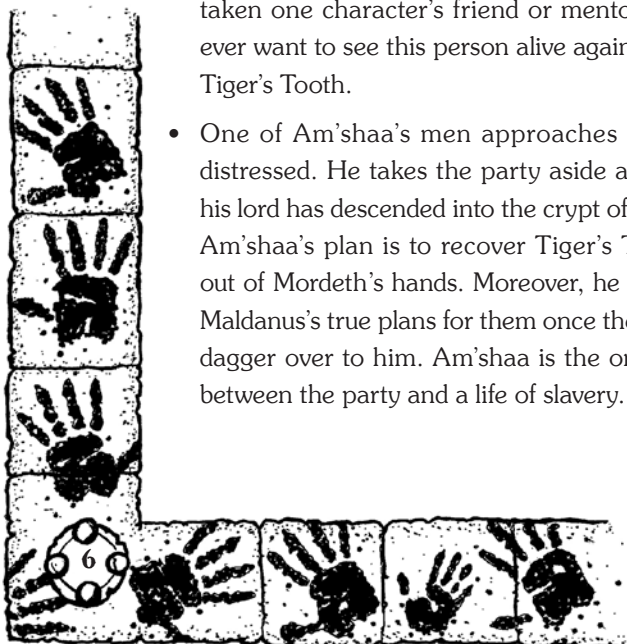 taken one character's friend or mento
ever want to see this person alive again
Tiger's Tooth.
• One of Am'shaa's men approaches
distressed. He takes the party aside a
his lord has descended into the crypt of
Am'shaa's plan is to recover Tiger's T
out of Mordeth's hands. Moreover, he
Maldanus's true plans for them once the
dagger over to him. Am'shaa is the or
between the party and a life of slavery.
6